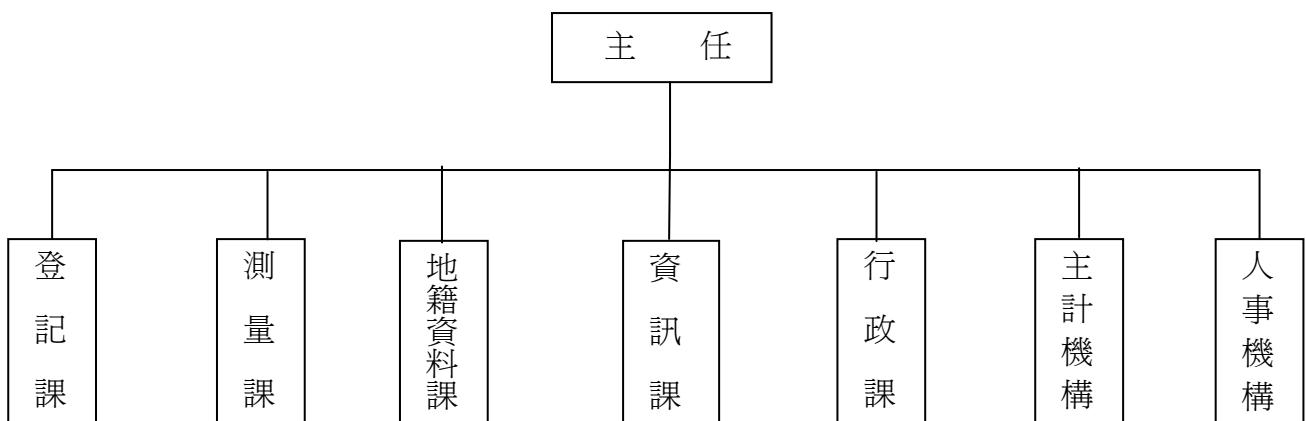 主 任
登記課
測量課
地籍資料課
資訊課
行政課
主計機構
人事機構